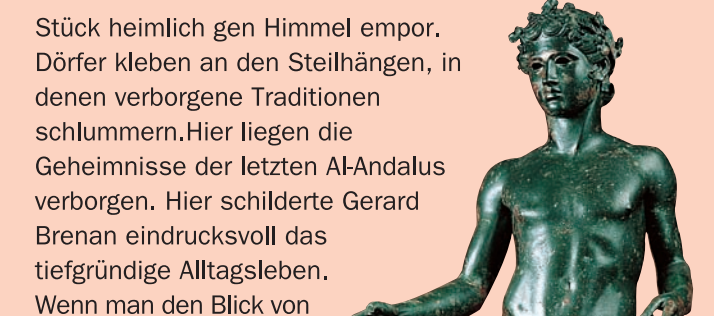 Stück heimlich gen Himmel empor.
Dörfer kleben an den Steilhängen, in
denen verborgene Traditionen
schlummern.Hier liegen die
Geheimnisse der letzten Al-Andalus
verborgen. Hier schilderte Gerard
Brenan eindrucksvoll das
tiefgründige Alltagsleben.
Wenn man den Blick von